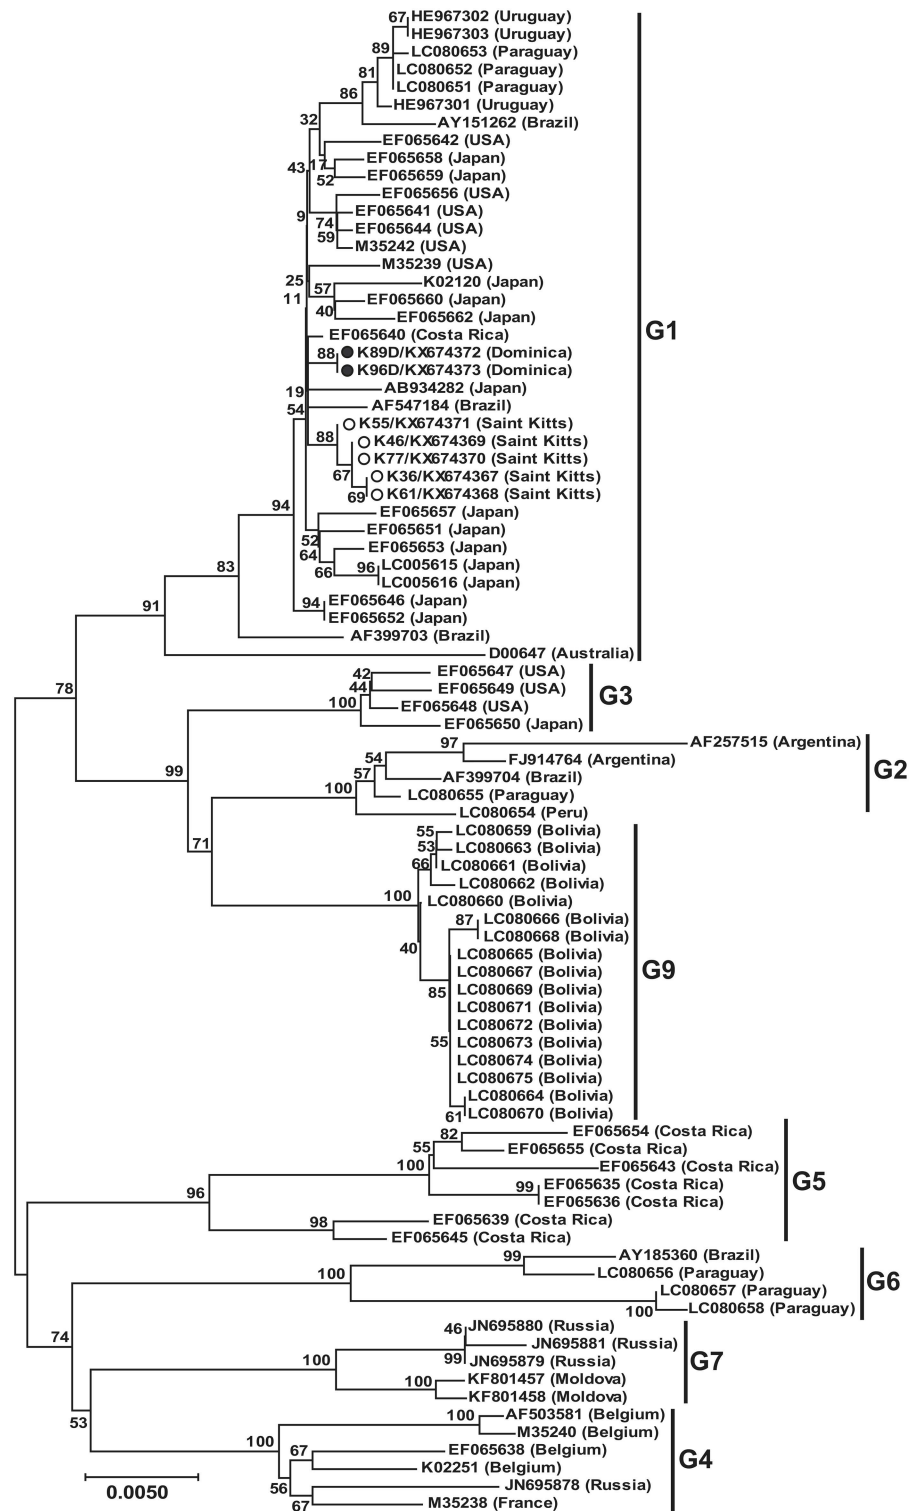 67 HE967302 (Uruguay)
HE967303 (Uruguay)
89 LC080653 (Paraguay)
LC080652 (Paraguay)
81
LC080651 (Paraguay)
86 HE967301 (Uruguay)
AY151262 (Brazil)
32
EF065642 (USA)
43 17 EF065658 (Japan)
52 EF065659 (Japan)
EF065656 (USA)
9 EF065641 (USA)
74 EF065644 (USA)
59 M35242 (USA)
M35239 (USA)
25 57 K02120 (Japan)
11 EF065660 (Japan)
40 EF065662 (Japan)
EF065640 (Costa Rica)
G1
88 K89D/KX674372 (Dominica)
K96D/KX674373 (Dominica)
19 AB934282 (Japan)
54 AF547184 (Brazil)
K55/KX674371 (Saint Kitts)
88 K46/KX674369 (Saint Kitts)
K77/KX674370 (Saint Kitts)
67 K36/KX674367 (Saint Kitts)
69 K61/KX674368 (Saint Kitts)
94 EF065657 (Japan)
EF065651 (Japan)
52 EF065653 (Japan)
64
66 96 LC005615 (Japan)
83 LC005616 (Japan)
94 EF065646 (Japan)
91 EF065652 (Japan)
AF399703 (Brazil)
D00647 (Australia)
42 EF065647 (USA)
78 44 EF065649 (USA)
G3
100 EF065648 (USA)
EF065650 (Japan)
97 AF257515 (Argentina)
54 FJ914764 (Argentina)
99 57 AF399704 (Brazil)
G2
100 LC080655 (Paraguay)
LC080654 (Peru)
55 LC080659 (Bolivia)
71 53 LC080663 (Bolivia)
66 LC080661 (Bolivia)
LC080662 (Bolivia)
100 LC080660 (Bolivia)
87 LC080666 (Bolivia)
LC080668 (Bolivia)
40 LC080665 (Bolivia)
LC080667 (Bolivia)
G9
85 LC080669 (Bolivia)
LC080671 (Bolivia)
LC080672 (Bolivia)
55 LC080673 (Bolivia)
LC080674 (Bolivia)
LC080675 (Bolivia)
LC080664 (Bolivia)
61 LC080670 (Bolivia)
82 EF065654 (Costa Rica)
55 EF065655 (Costa Rica)
100 EF065643 (Costa Rica)
G5
96 99 EF065635 (Costa Rica)
EF065636 (Costa Rica)
98 EF065639 (Costa Rica)
EF065645 (Costa Rica)
99 AY185360 (Brazil)
100 LC080656 (Paraguay)
G6
LC080657 (Paraguay)
100 LC080658 (Paraguay)
74 46 JN695880 (Russia)
JN695881 (Russia)
G7
100 99 JN695879 (Russia)
100 KF801457 (Moldova)
KF801458 (Moldova)
53 100 AF503581 (Belgium)
M35240 (Belgium)
100 67 EF065638 (Belgium)
G4
K02251 (Belgium)
56 JN695878 (Russia)
0.0050
67 M35238 (France)